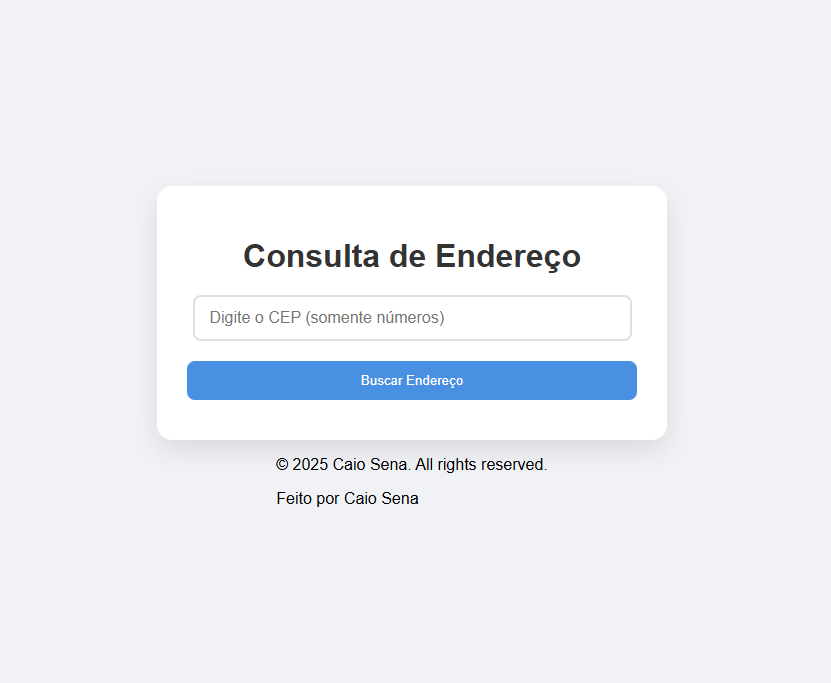 Consulta de Endereço
Digite o CEP (somente números)
Buscar Endereço
© 2025 Caio Sena. All rights reserved.
Feito por Caio Sena